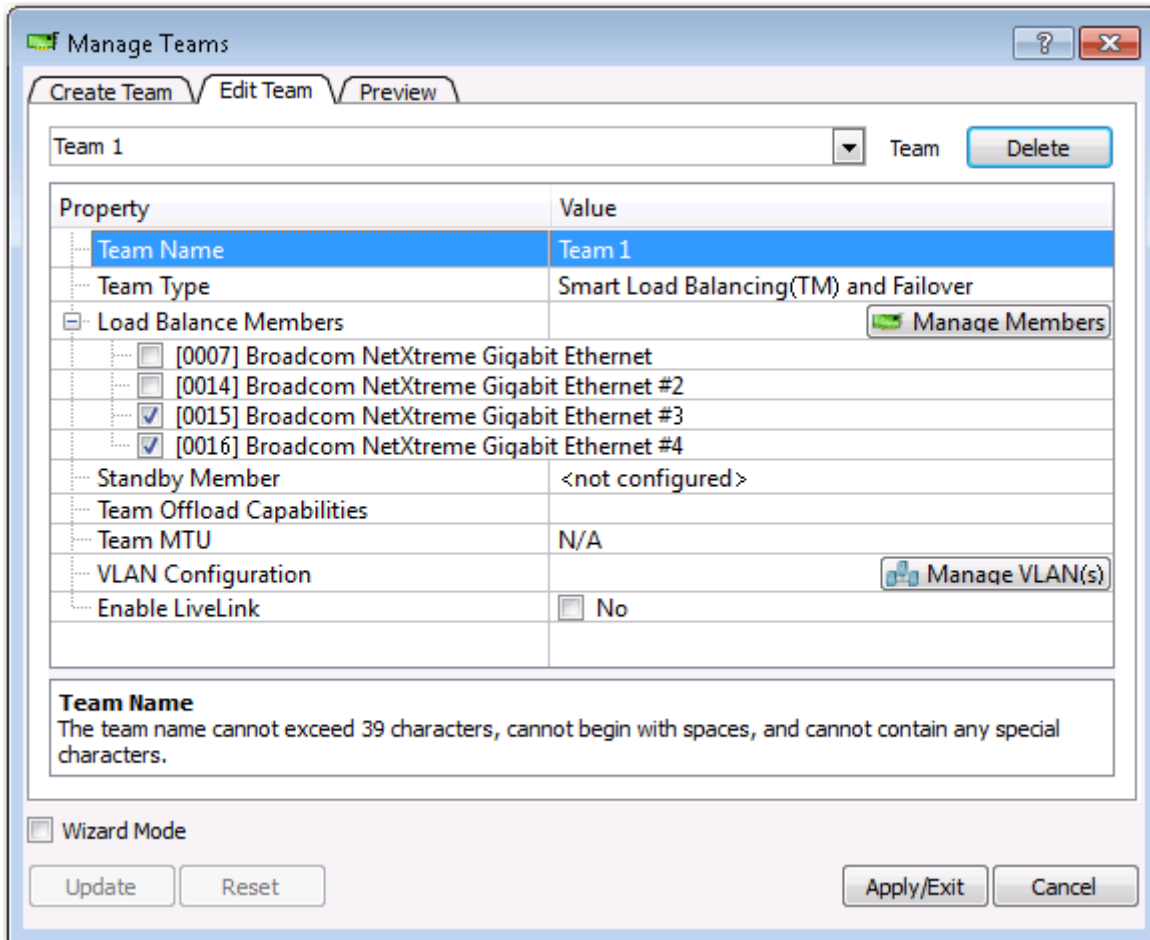 Manage Teams
Create Team Edit Team Preview
Team 1 Team Delete
Property Value
Team Name Team 1
Team Type Smart Load Balancing(TM) and Failover
Load Balance Members Manage Members
[0007] Broadcom NetXtreme Gigabit Ethernet
[0014] Broadcom NetXtreme Gigabit Ethernet #2
[0015] Broadcom NetXtreme Gigabit Ethernet #3
[0016] Broadcom NetXtreme Gigabit Ethernet #4
Standby Member <not configured>
Team Offload Capabilities
Team MTU N/A
VLAN Configuration Manage VLAN(s)
Enable LiveLink No
Team Name
The team name cannot exceed 39 characters, cannot begin with spaces, and cannot contain any special
characters.
Wizard Mode
Update Reset Apply/Exit Cancel